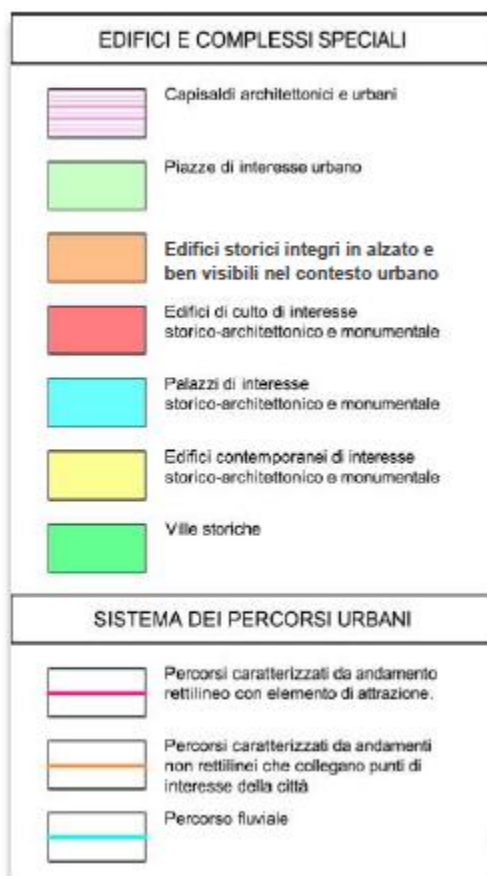 EDIFICI E COMPLESSI SPECIALI
Capisaldi architettonici e urbani
Piazze di interesse urbano
Edifici storici integri in alzato e
ben visibili nel contesto urbano
Edifici di culto di interesse
storico-architettonico e monumentale
Palazzi di interesse
storico-architettonico e monumentale
Edifici contemporanei di interesse
storico-architettonico e monumentale
Ville storiche
SISTEMA DEI PERCORSI URBANI
Percorsi caratterizzati da andamento
rettilineo con elemento di attrazione.
Percorsi caratterizzati da andamenti
non rettilinei che collegano punti di
interesse della città
Percorso fluviale